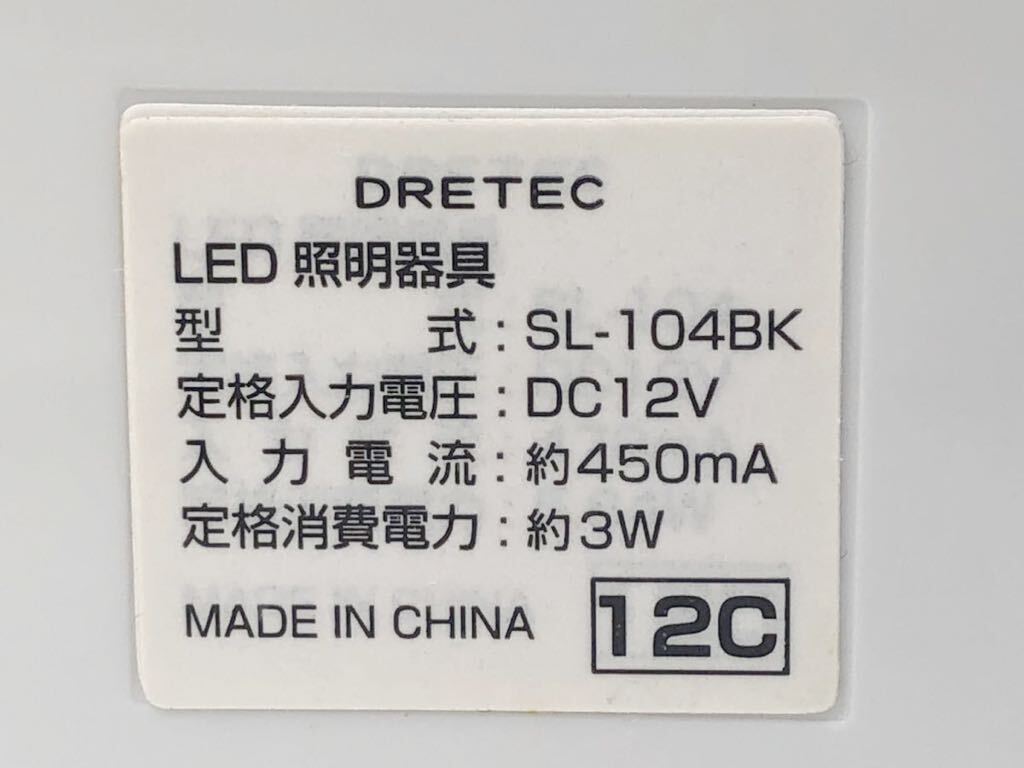 DRETEC
LED 照明器具
型 式 : SL-104BK
定格入力電圧 : DC12V
入力電流 : 約450mA
定格消費電力 : 約3W
MADE IN CHINA
12C